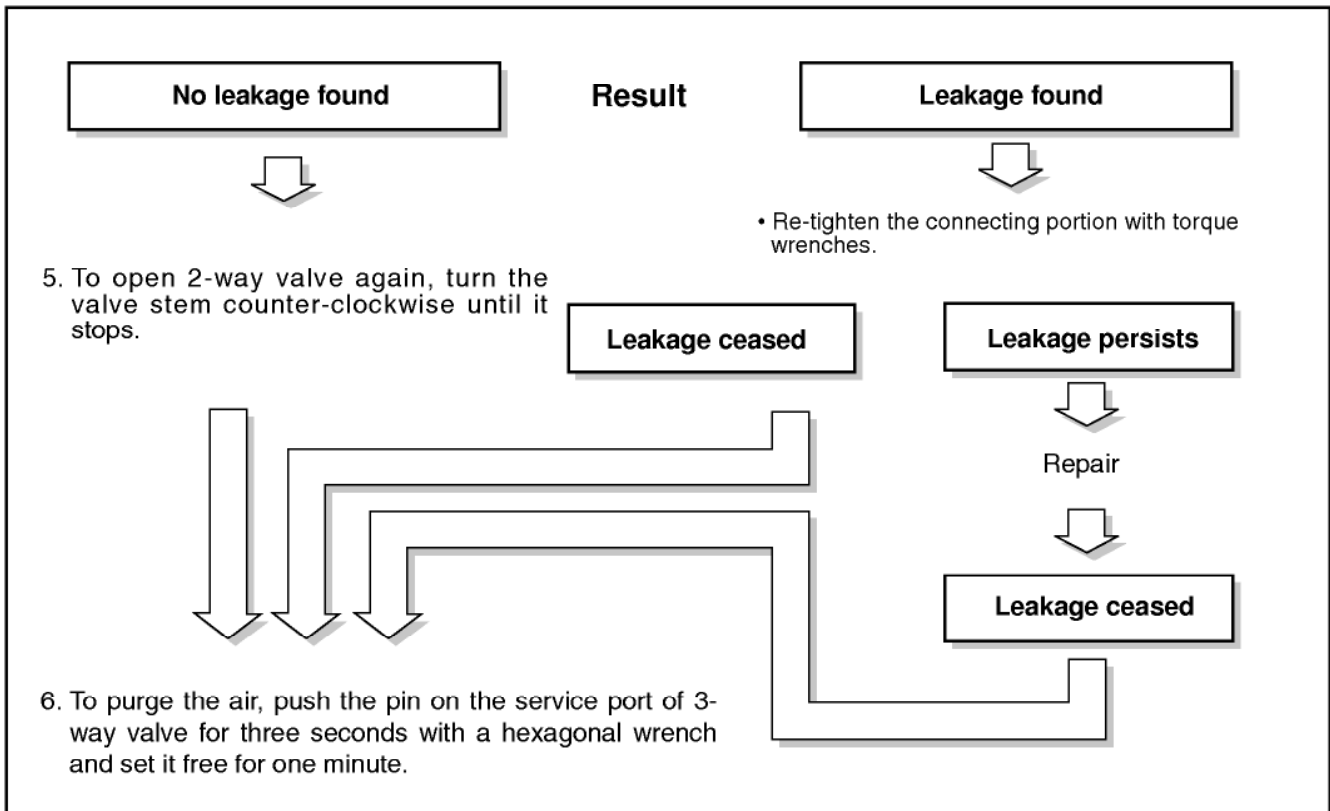 No leakage found
Result
Leakage found
• Re-tighten the connecting portion with torque
wrenches.
5. To open 2-way valve again, turn the
valve stem counter-clockwise until it
stops.
Leakage ceased
Leakage persists
Repair
Leakage ceased
6. To purge the air, push the pin on the service port of 3-
way valve for three seconds with a hexagonal wrench
and set it free for one minute.